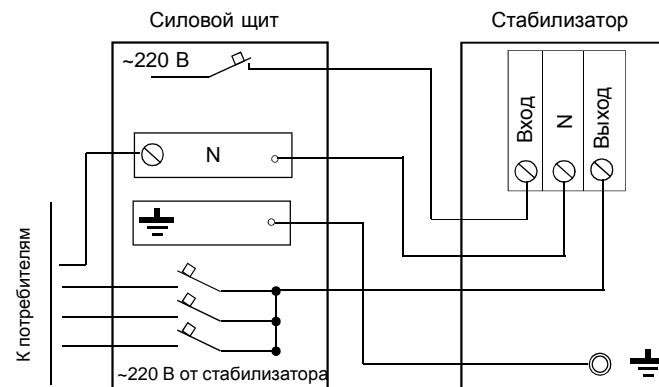 Силовой щит
Стабилизатор
~220 В
Вход
N
Выход
N
К потребителям
~220 В от стабилизатора